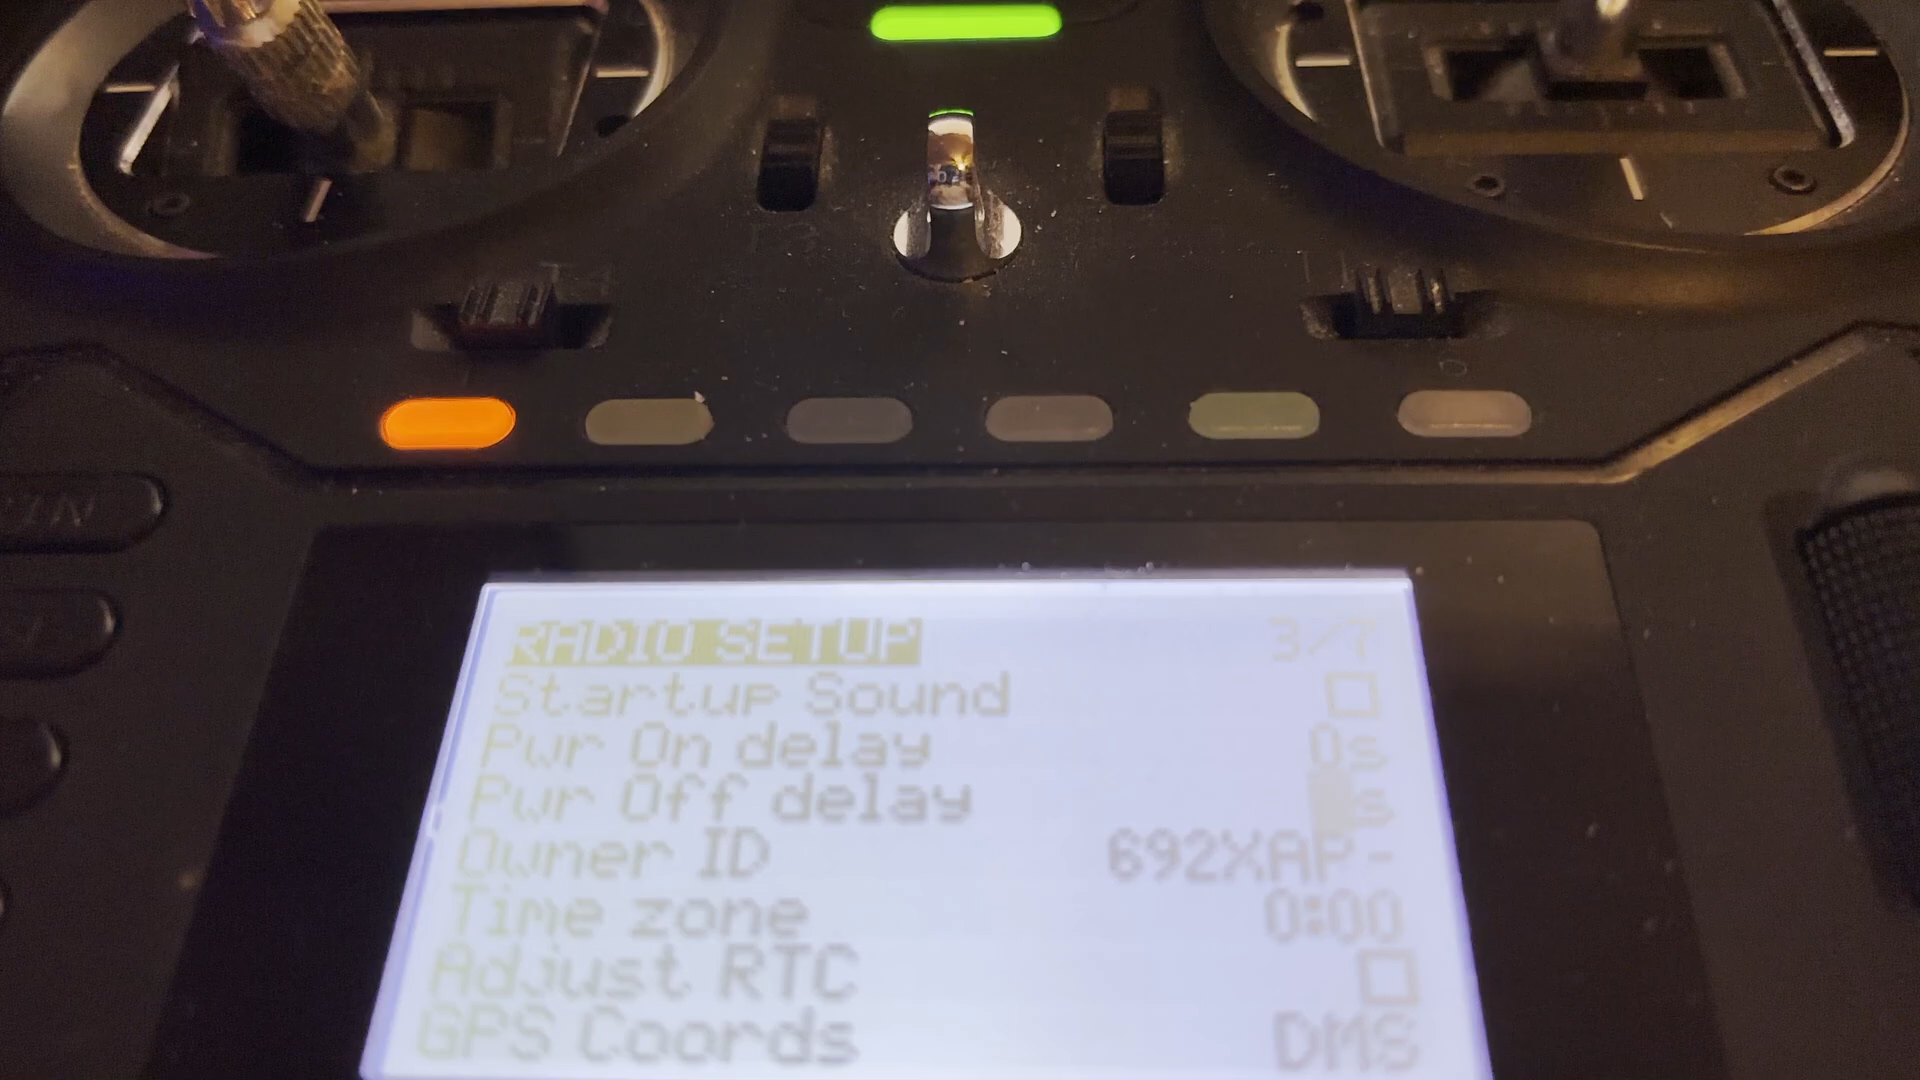 RADIO SETUP 3/7
Startup Sound
Pwr On delay 0s
Pwr Off delay s
Owner ID 692XAP-
Time zone 0:00
Adjust RTC
GPS Coords DMS